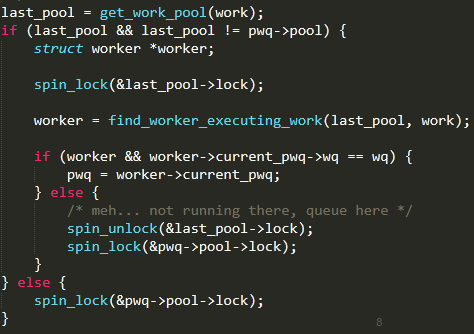 last_pool = get_work_pool(work);
if (last_pool && last_pool != pwq->pool) {
struct worker *worker;
spin_lock(&last_pool->lock);
worker = find_worker_executing_work(last_pool, work);
if (worker && worker->current_pwq->wq == wq) {
pwq = worker->current_pwq;
} else {
/* meh... not running there, queue here */
spin_unlock(&last_pool->lock);
spin_lock(&pwq->pool->lock);
}
} else {
spin_lock(&pwq->pool->lock);
}
8